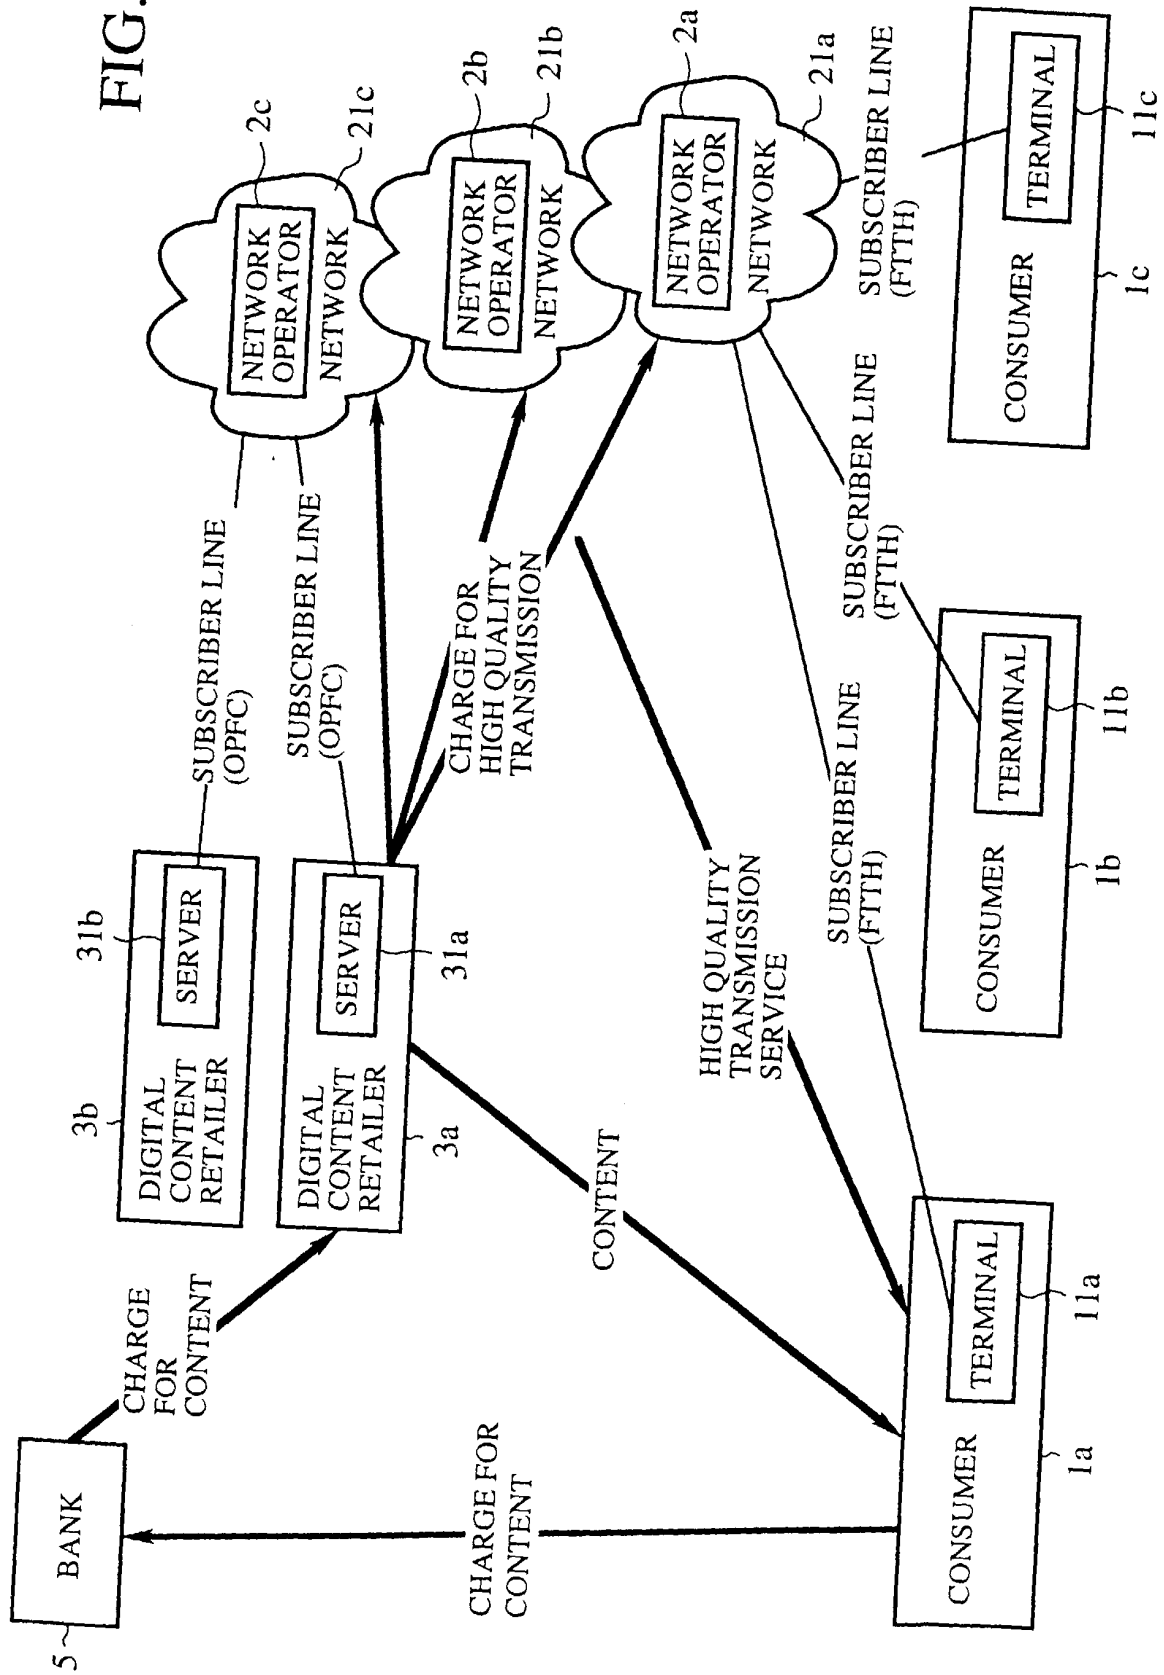 FIG.
5
BANK
CHARGE
FOR
CONTENT
3b
31b
DIGITAL
CONTENT
RETAILER
SERVER
SUBSCRIBER LINE
(OPFC)
DIGITAL
CONTENT
RETAILER
SERVER
3a
31a
SUBSCRIBER LINE
(OPFC)
2c
21c
NETWORK
OPERATOR
NETWORK
2b
21b
NETWORK
OPERATOR
NETWORK
2a
21a
NETWORK
OPERATOR
NETWORK
CHARGE FOR
HIGH QUALITY
TRANSMISSION
CHARGE FOR
CONTENT
CONTENT
HIGH QUALITY
TRANSMISSION
SERVICE
SUBSCRIBER LINE
(FTTH)
SUBSCRIBER LINE
(FTTH)
SUBSCRIBER LINE
(FTTH)
CONSUMER
TERMINAL
1a
11a
CONSUMER
TERMINAL
1b
11b
CONSUMER
TERMINAL
1c
11c